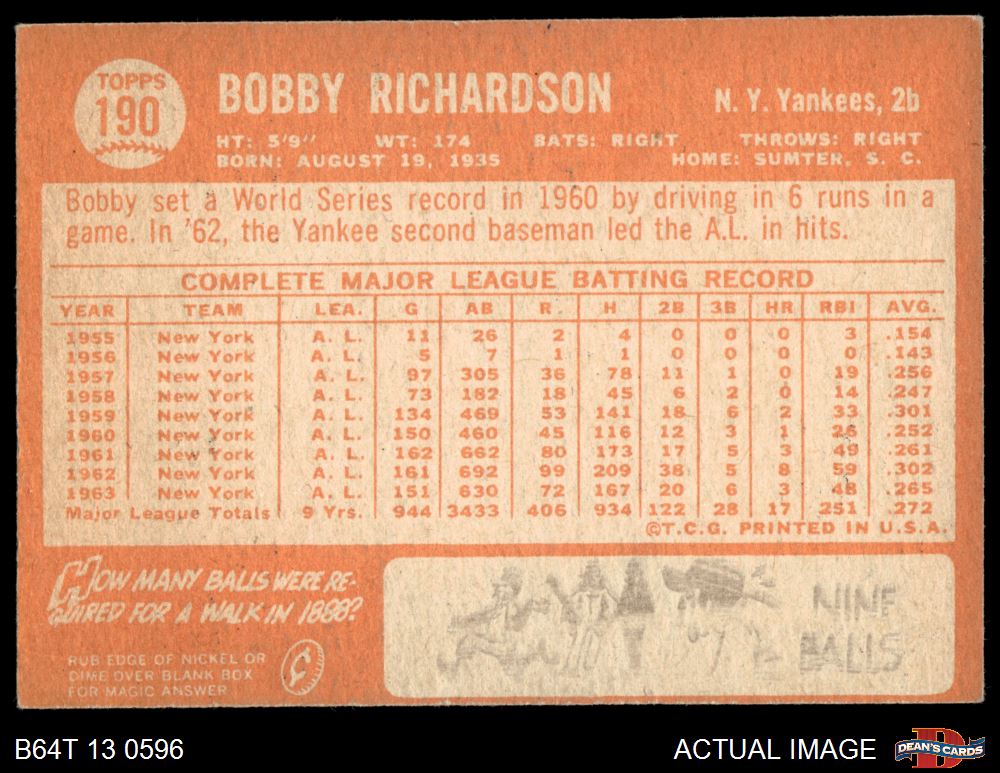 TOPPS
190
BOBBY RICHARDSON
N. Y. Yankees, 2b
HT: 5'9" WT: 174 BATS: RIGHT THROWS: RIGHT
BORN: AUGUST 19, 1935 HOME: SUMTER, S. C.
Bobby set a World Series record in 1960 by driving in 6 runs in a
game. In '62, the Yankee second baseman led the A.L. in hits.
COMPLETE MAJOR LEAGUE BATTING RECORD
YEAR TEAM LEA. G AB R. H 2B 3B HR RBI AVG.
1955 New York A. L. 11 26 2 4 0 0 0 3 .154
1956 New York A. L. 5 7 1 1 0 0 0 0 .143
1957 New York A. L. 97 305 36 78 11 1 0 19 .256
1958 New York A. L. 73 182 18 45 6 2 0 14 .247
1959 New York A. L. 134 469 53 141 18 6 2 33 .301
1960 New York A. L. 150 460 45 116 12 3 1 26 .252
1961 New York A. L. 162 662 80 173 17 5 3 49 .261
1962 New York A. L. 161 692 99 209 38 5 8 59 .302
1963 New York A. L. 151 630 72 167 20 6 3 48 .265
Major League Totals 9 Yrs. 944 3433 406 934 122 28 17 251 .272
©T.C.G. PRINTED IN U.S.A.
HOW MANY BALLS WERE RE-
QUIRED FOR A WALK IN 1888?
RUB EDGE OF NICKEL OR
DIME OVER BLANK BOX
FOR MAGIC ANSWER
NINE
BALLS
B64T 13 0596
ACTUAL IMAGE
DEAN'S CARDS